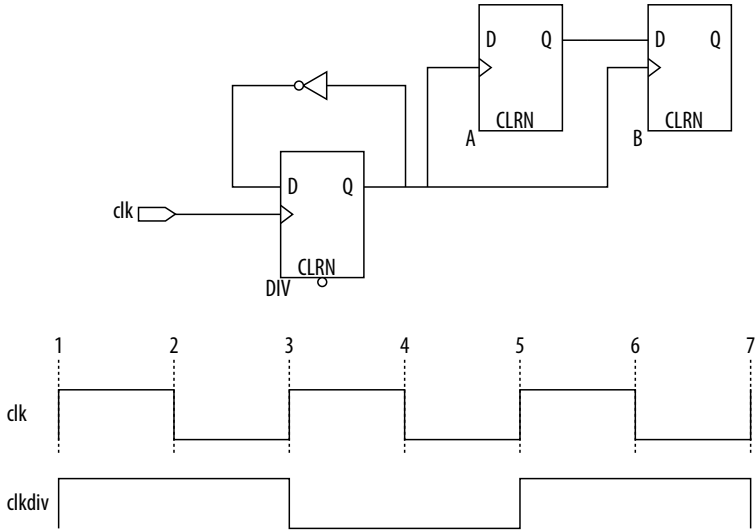 D Q D Q
CLRN CLRN
A B
D Q
clk
CLRN
DIV
1 2 3 4 5 6 7
clk
clkdiv